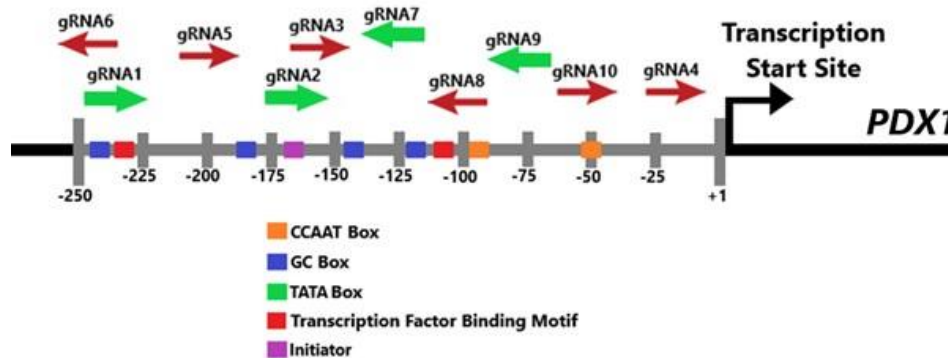 gRNA6
gRNA5
gRNA3
gRNA7
gRNA9
Transcription
Start Site
gRNA1
gRNA2
gRNA8
gRNA10
gRNA4
PDX1
-250
-225
-200
-175
-150
-125
-100
-75
-50
-25
+1
CCAAT Box
GC Box
TATA Box
Transcription Factor Binding Motif
Initiator